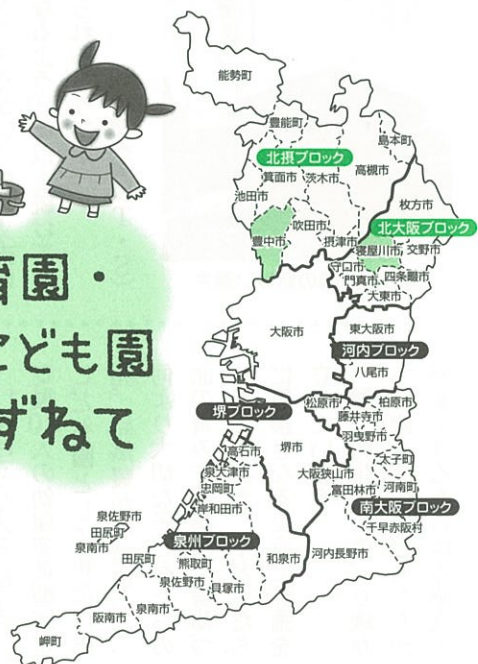 育園・
こども園
ずねて
能勢町
豊能町
島本町
北摂ブロック
高槻市
箕面市
茨木市
池田市
枚方市
吹田市
北大阪ブロック
豊中市
摂津市
寝屋川市
交野市
守口市
門真市
四条畷市
大東市
大阪市
東大阪市
河内ブロック
八尾市
松原市
柏原市
堺ブロック
藤井寺市
羽曳野市
堺市
高石市
太子町
泉大津市
大阪狭山市
忠岡町
富田林市
河南町
岸和田市
南大阪ブロック
泉佐野市
千早赤阪村
田尻町
泉州ブロック
泉南市
和泉市
河内長野市
田尻町
熊取町
泉佐野市
貝塚市
泉南市
阪南市
岬町